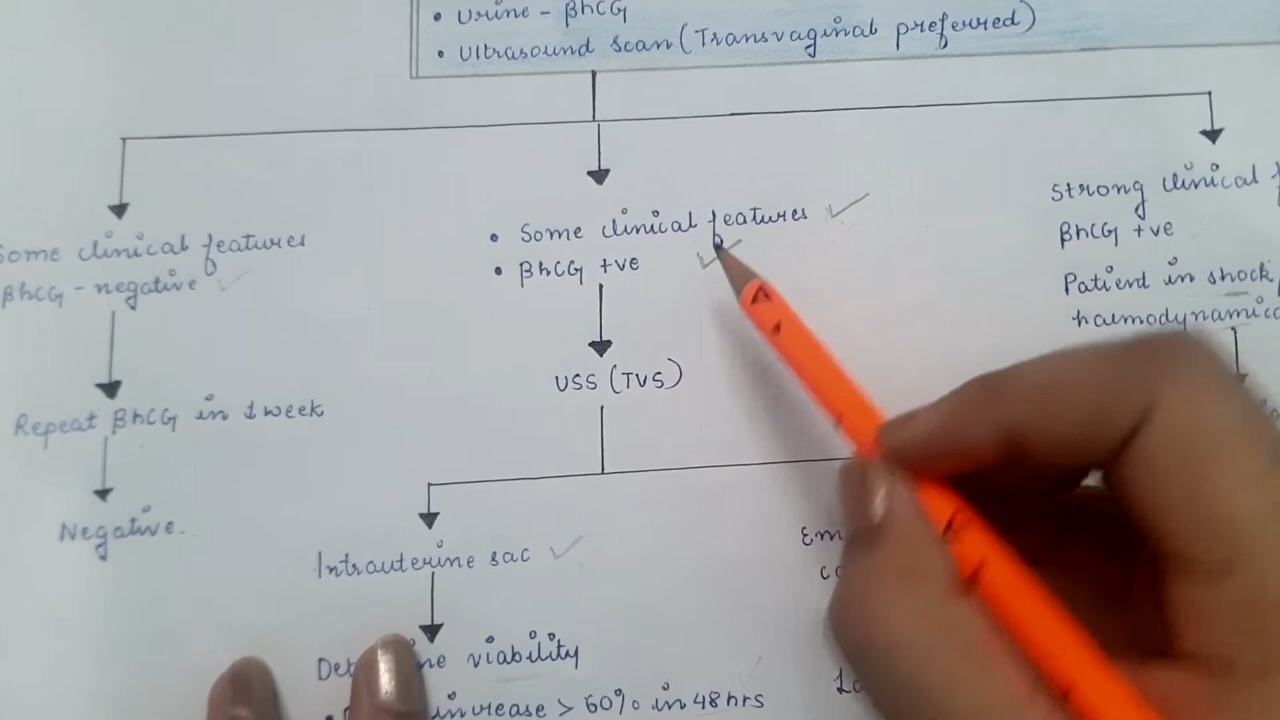 • Urine - βhCG
• Ultrasound scan (Transvaginal preferred)
Some clinical features
βhCG - negative
Repeat βhCG in 1 week
Negative.
• Some clinical features
• βhCG +ve
USS (TVS)
Intrauterine sac
viability
increase > 60% in 48hrs
Strong clinical
βhCG +ve
Patient in shock